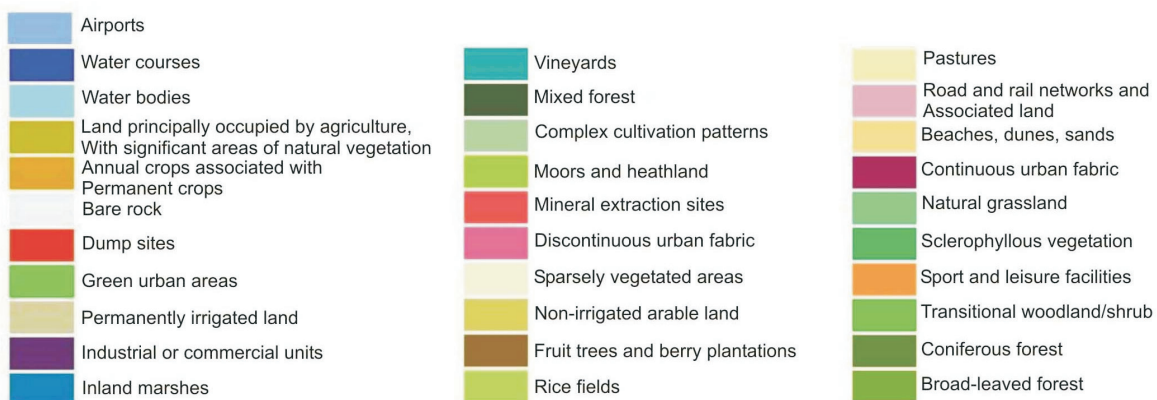 Airports
Water courses
Water bodies
Land principally occupied by agriculture,
With significant areas of natural vegetation
Annual crops associated with
Permanent crops
Bare rock
Dump sites
Green urban areas
Permanently irrigated land
Industrial or commercial units
Inland marshes
Vineyards
Mixed forest
Complex cultivation patterns
Moors and heathland
Mineral extraction sites
Discontinuous urban fabric
Sparsely vegetated areas
Non-irrigated arable land
Fruit trees and berry plantations
Rice fields
Pastures
Road and rail networks and
Associated land
Beaches, dunes, sands
Continuous urban fabric
Natural grassland
Sclerophyllous vegetation
Sport and leisure facilities
Transitional woodland/shrub
Coniferous forest
Broad-leaved forest